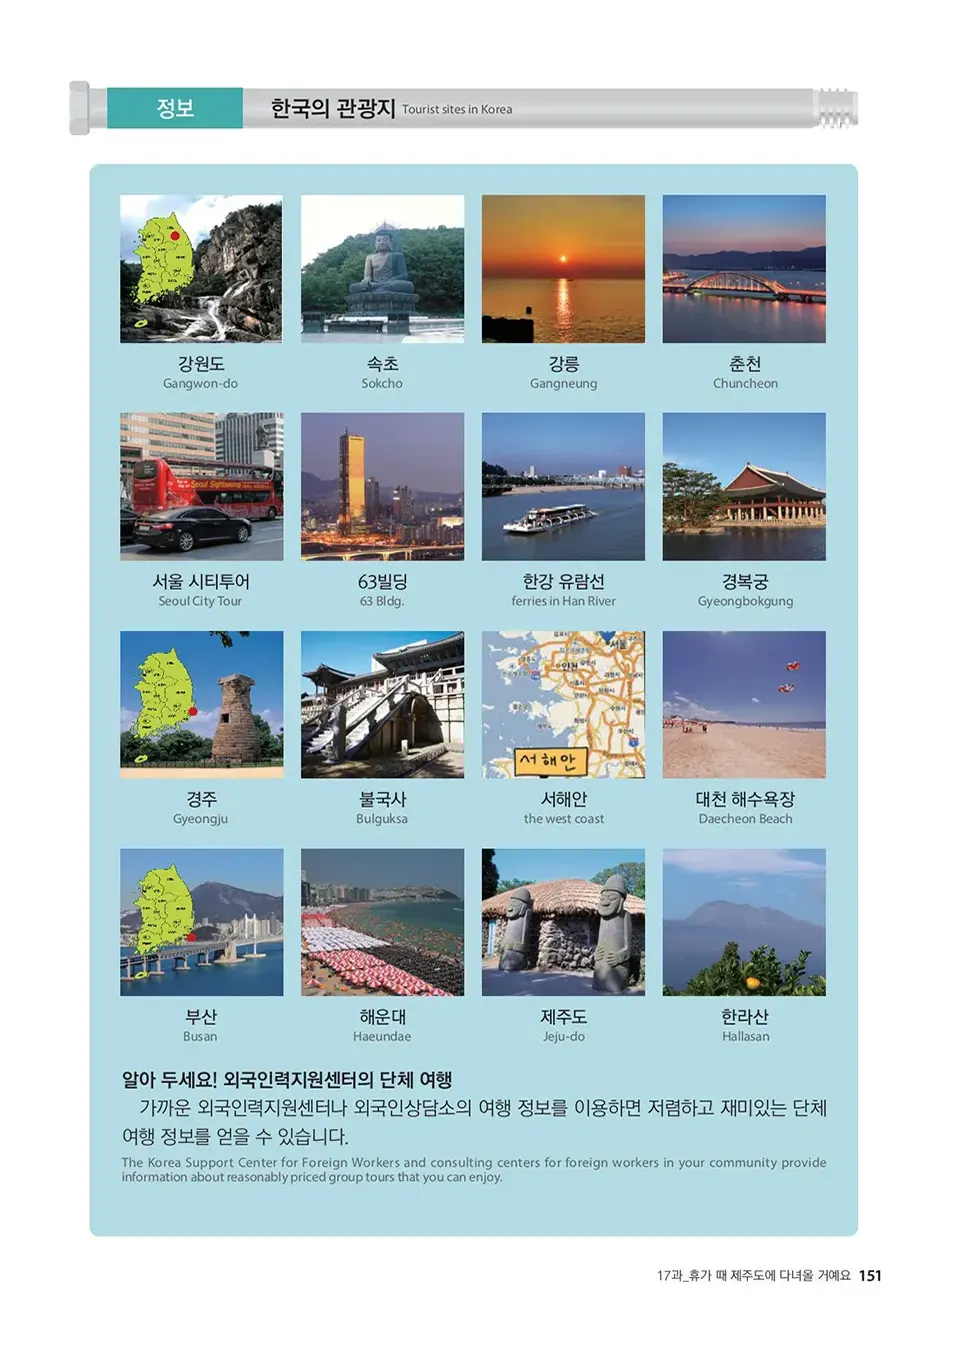 정보
한국의 관광지 Tourist sites in Korea
강원도
Gangwon-do
속초
Sokcho
강릉
Gangneung
춘천
Chuncheon
Seoul Sightseeing
서울 시티투어
Seoul City Tour
63빌딩
63 Bldg.
한강 유람선
ferries in Han River
경복궁
Gyeongbokgung
경주
Gyeongju
불국사
Bulguksa
서울
인천
서해안
서해안
the west coast
대천 해수욕장
Daecheon Beach
부산
Busan
해운대
Haeundae
제주도
Jeju-do
한라산
Hallasan
알아 두세요! 외국인력지원센터의 단체 여행
가까운 외국인력지원센터나 외국인상담소의 여행 정보를 이용하면 저렴하고 재미있는 단체
여행 정보를 얻을 수 있습니다.
The Korea Support Center for Foreign Workers and consulting centers for foreign workers in your community provide
information about reasonably priced group tours that you can enjoy.
17과_휴가 때 제주도에 다녀올 거예요 151